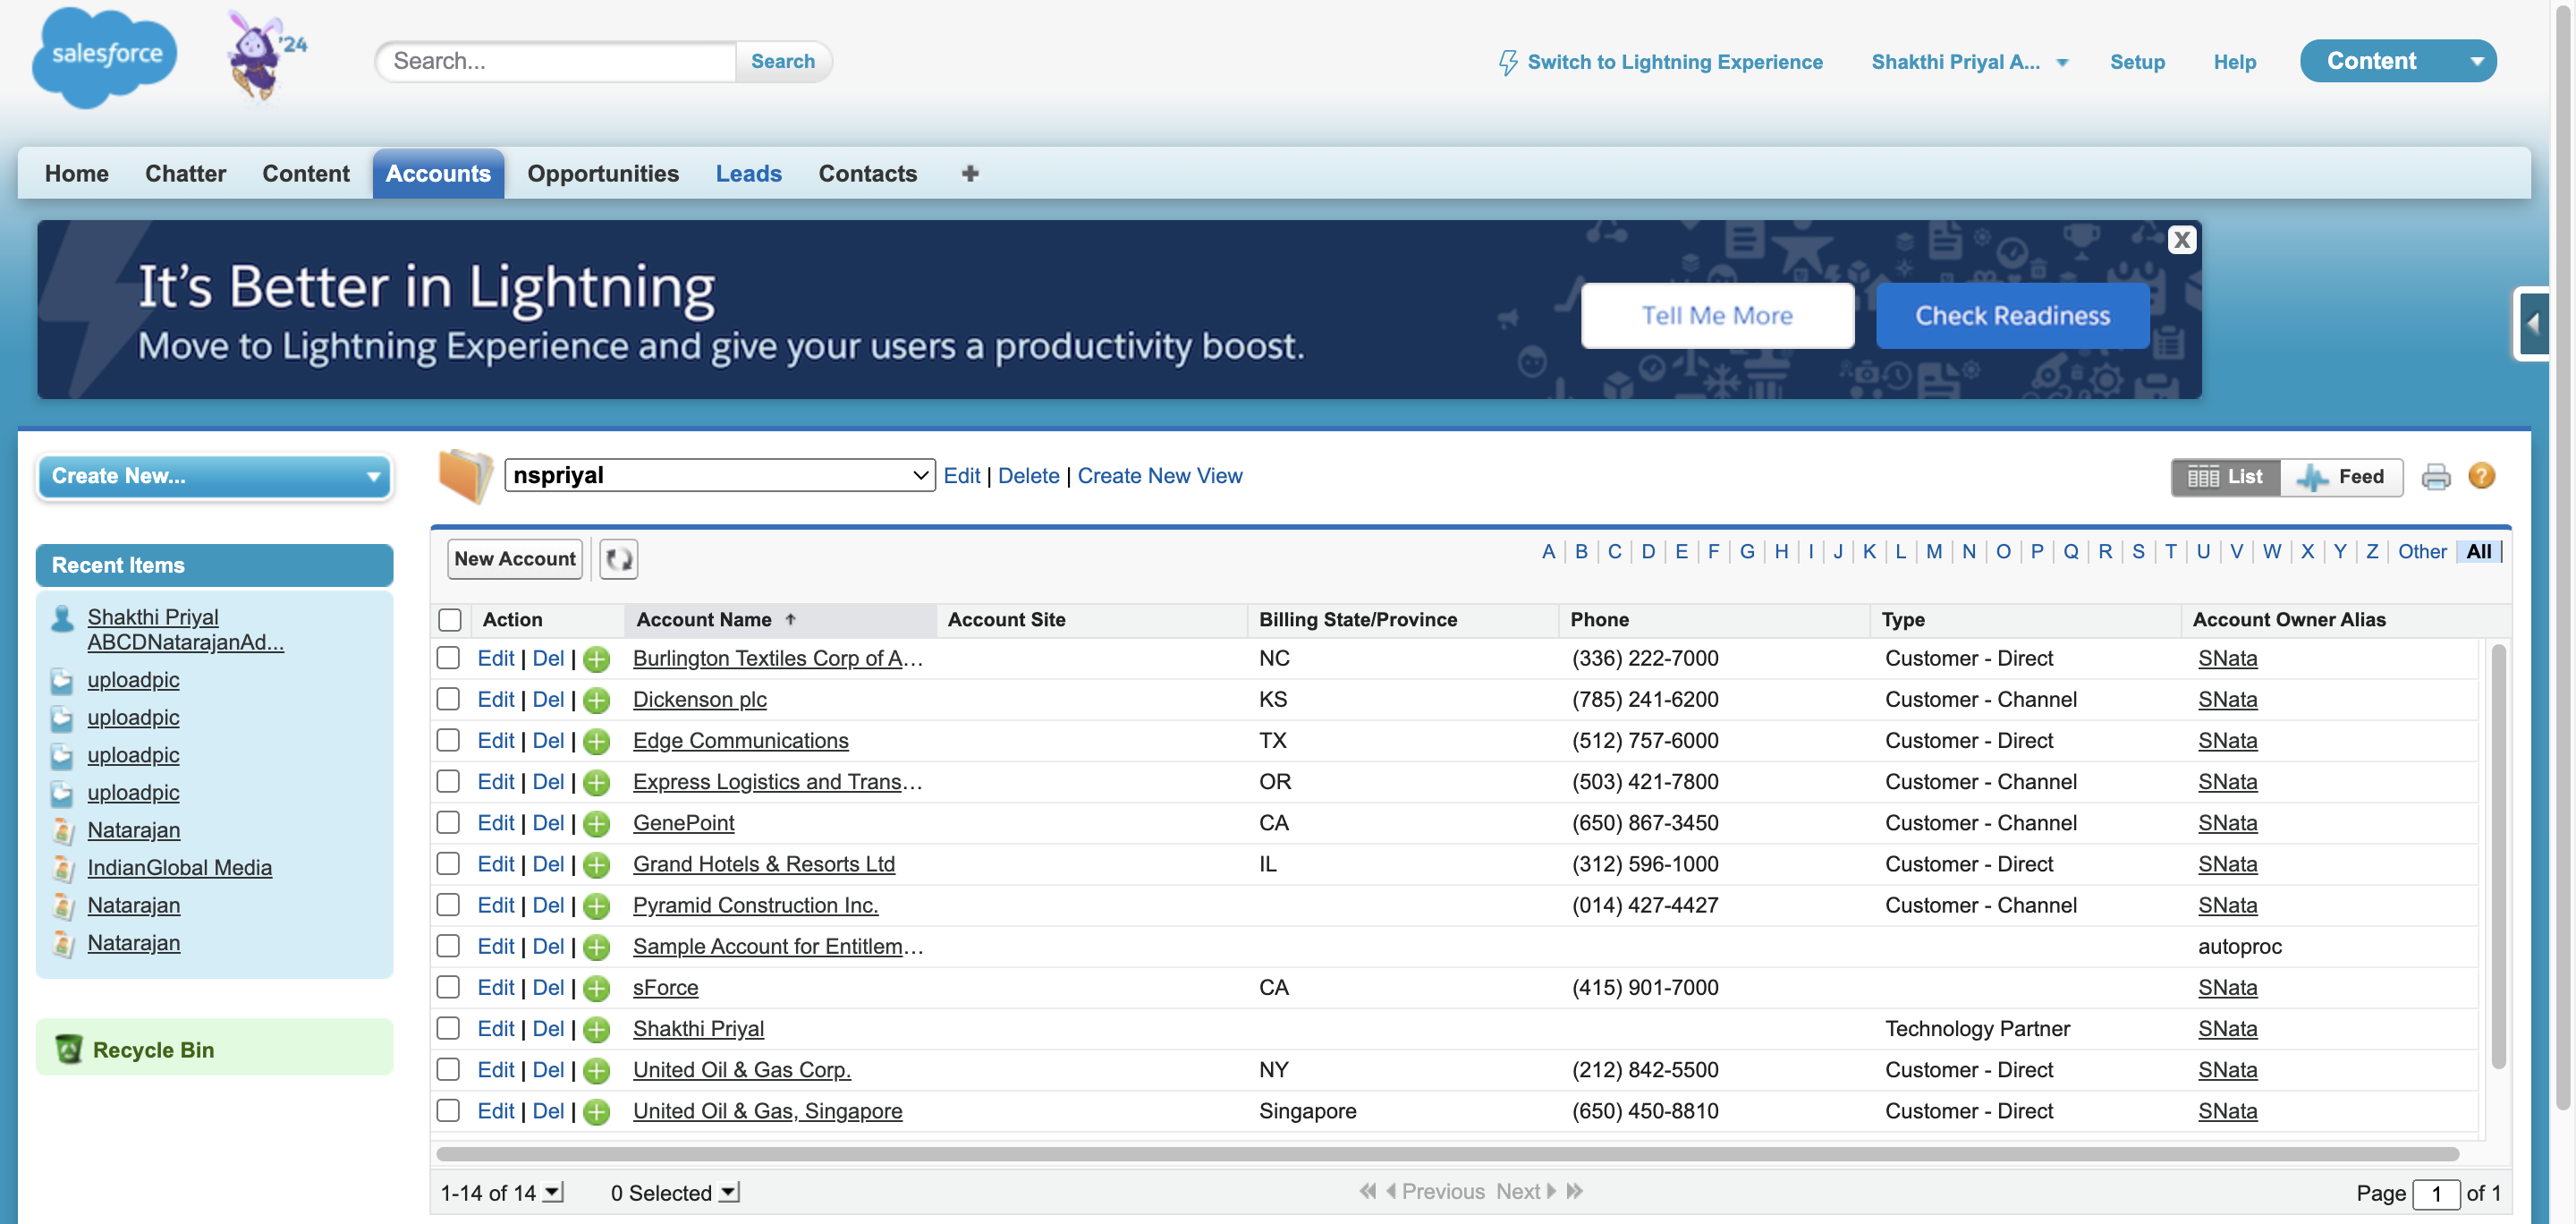 salesforce
'24
Search...
Search
Switch to Lightning Experience
Shakthi Priyal A...
Setup
Help
Content
Home
Chatter
Content
Accounts
Opportunities
Leads
Contacts
+
It's Better in Lightning
Move to Lightning Experience and give your users a productivity boost.
Tell Me More
Check Readiness
X
Create New...
nspriyal
Edit | Delete | Create New View
List
Feed
?
Recent Items
Shakthi Priyal
ABCDNatarajanAd...
uploadpic
uploadpic
uploadpic
uploadpic
Natarajan
IndianGlobal Media
Natarajan
Natarajan
Recycle Bin
New Account
A | B | C | D | E | F | G | H | I | J | K | L | M | N | O | P | Q | R | S | T | U | V | W | X | Y | Z | Other | All
Action Account Name ↑ Account Site Billing State/Province Phone Type Account Owner Alias
Edit | Del | Burlington Textiles Corp of A... NC (336) 222-7000 Customer - Direct SNata
Edit | Del | Dickenson plc KS (785) 241-6200 Customer - Channel SNata
Edit | Del | Edge Communications TX (512) 757-6000 Customer - Direct SNata
Edit | Del | Express Logistics and Trans... OR (503) 421-7800 Customer - Channel SNata
Edit | Del | GenePoint CA (650) 867-3450 Customer - Channel SNata
Edit | Del | Grand Hotels & Resorts Ltd IL (312) 596-1000 Customer - Direct SNata
Edit | Del | Pyramid Construction Inc. (014) 427-4427 Customer - Channel SNata
Edit | Del | Sample Account for Entitlem... autoproc
Edit | Del | sForce CA (415) 901-7000 SNata
Edit | Del | Shakthi Priyal Technology Partner SNata
Edit | Del | United Oil & Gas Corp. NY (212) 842-5500 Customer - Direct SNata
Edit | Del | United Oil & Gas, Singapore Singapore (650) 450-8810 Customer - Direct SNata
1-14 of 14
0 Selected
Previous Next
Page 1 of 1